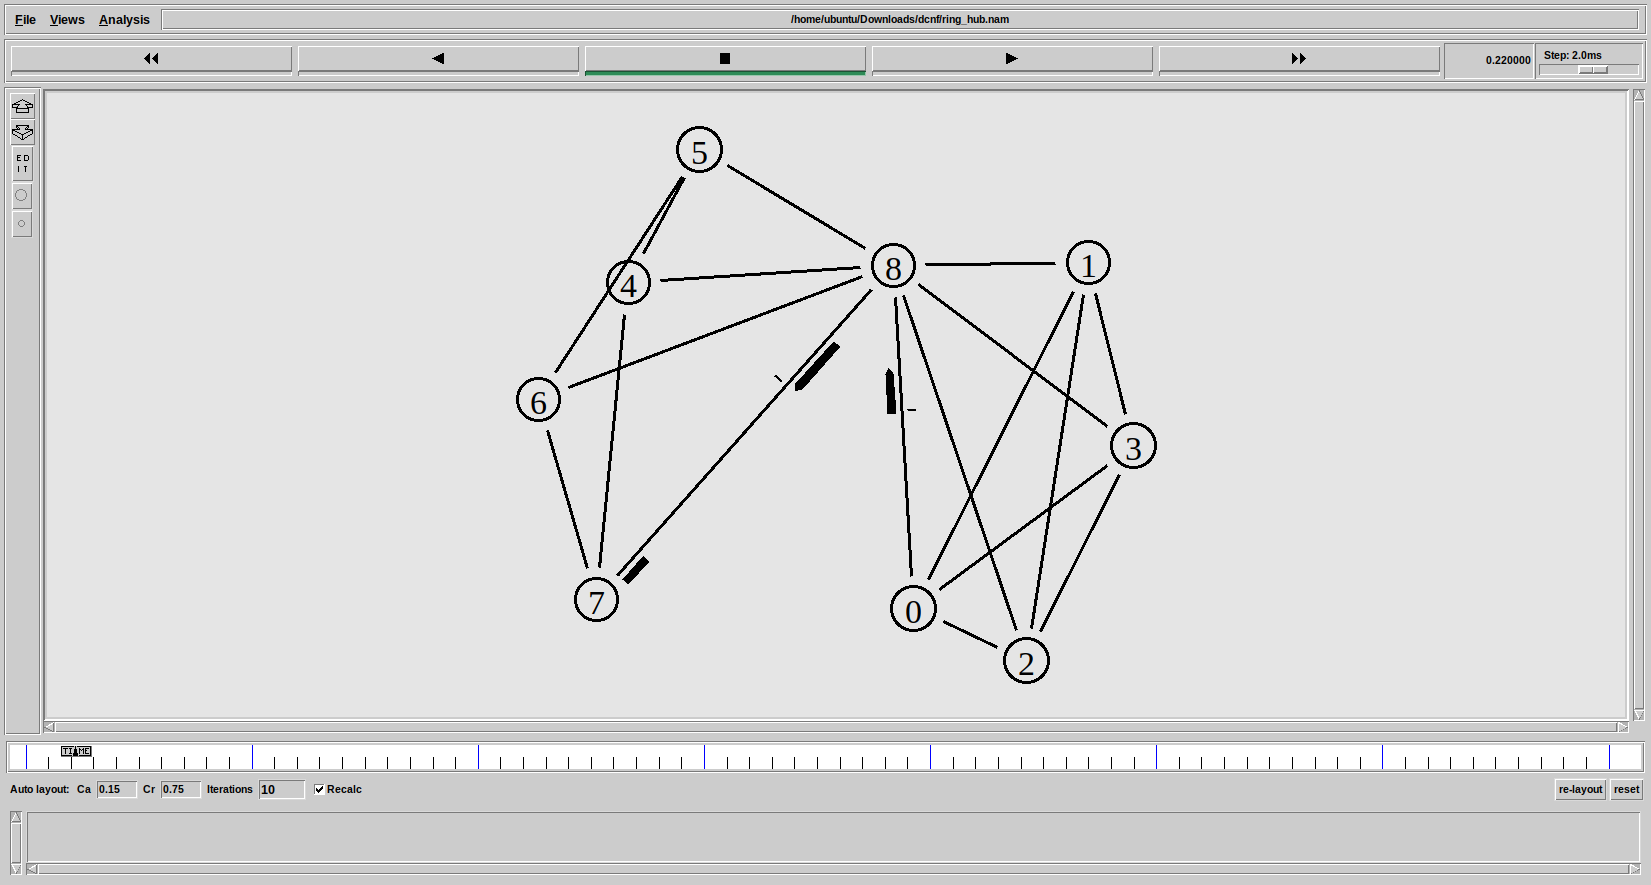 File Views Analysis /home/ubuntu/Downloads/dcnf/ring_hub.nam
0.220000 Step: 2.0ms
ED
IT
5
8
1
4
6
3
7
0
2
TIME
Auto layout: Ca 0.15 Cr 0.75 Iterations 10 Recalc re-layout reset